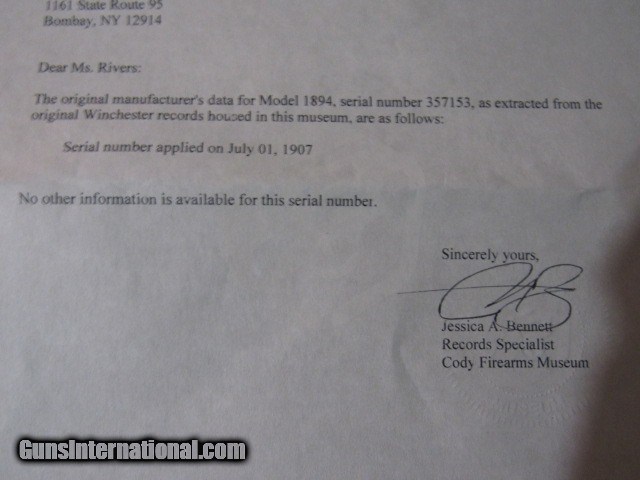 1161 State Route 95
Bombay, NY 12914
Dear Ms. Rivers:
The original manufacturer's data for Model 1894, serial number 357153, as extracted from the
original Winchester records housed in this museum, are as follows:
Serial number applied on July 01, 1907
No other information is available for this serial number.
Sincerely yours,
Jessica A. Bennett
Records Specialist
Cody Firearms Museum
GunsInternational.com